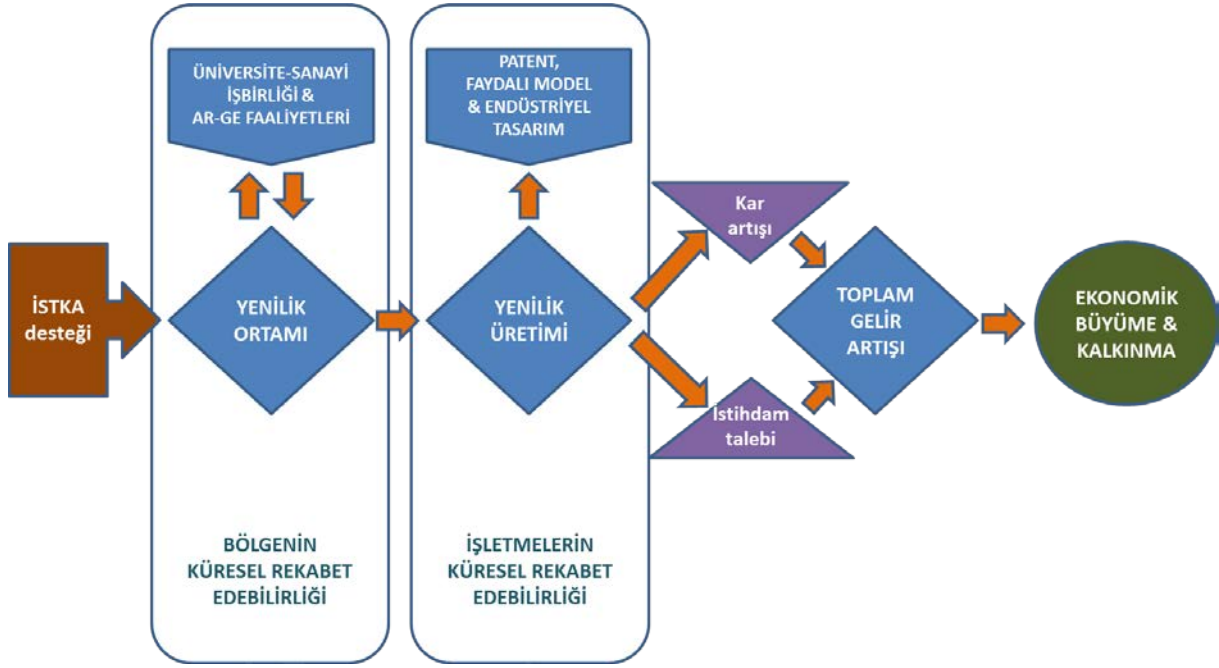 ÜNİVERSİTE-SANAYİ
İŞBİRLİĞİ &
AR-GE FAALİYETLERİ
PATENT,
FAYDALI MODEL
& ENDÜSTRİYEL
TASARIM
İSTKA
desteği
YENİLİK
ORTAMI
YENİLİK
ÜRETİMİ
Kar
artışı
İstihdam
talebi
TOPLAM
GELİR
ARTIŞI
EKONOMİK
BÜYÜME &
KALKINMA
BÖLGENİN
KÜRESEL REKABET
EDEBİLİRLİĞİ
İŞLETMELERİN
KÜRESEL REKABET
EDEBİLİRLİĞİ